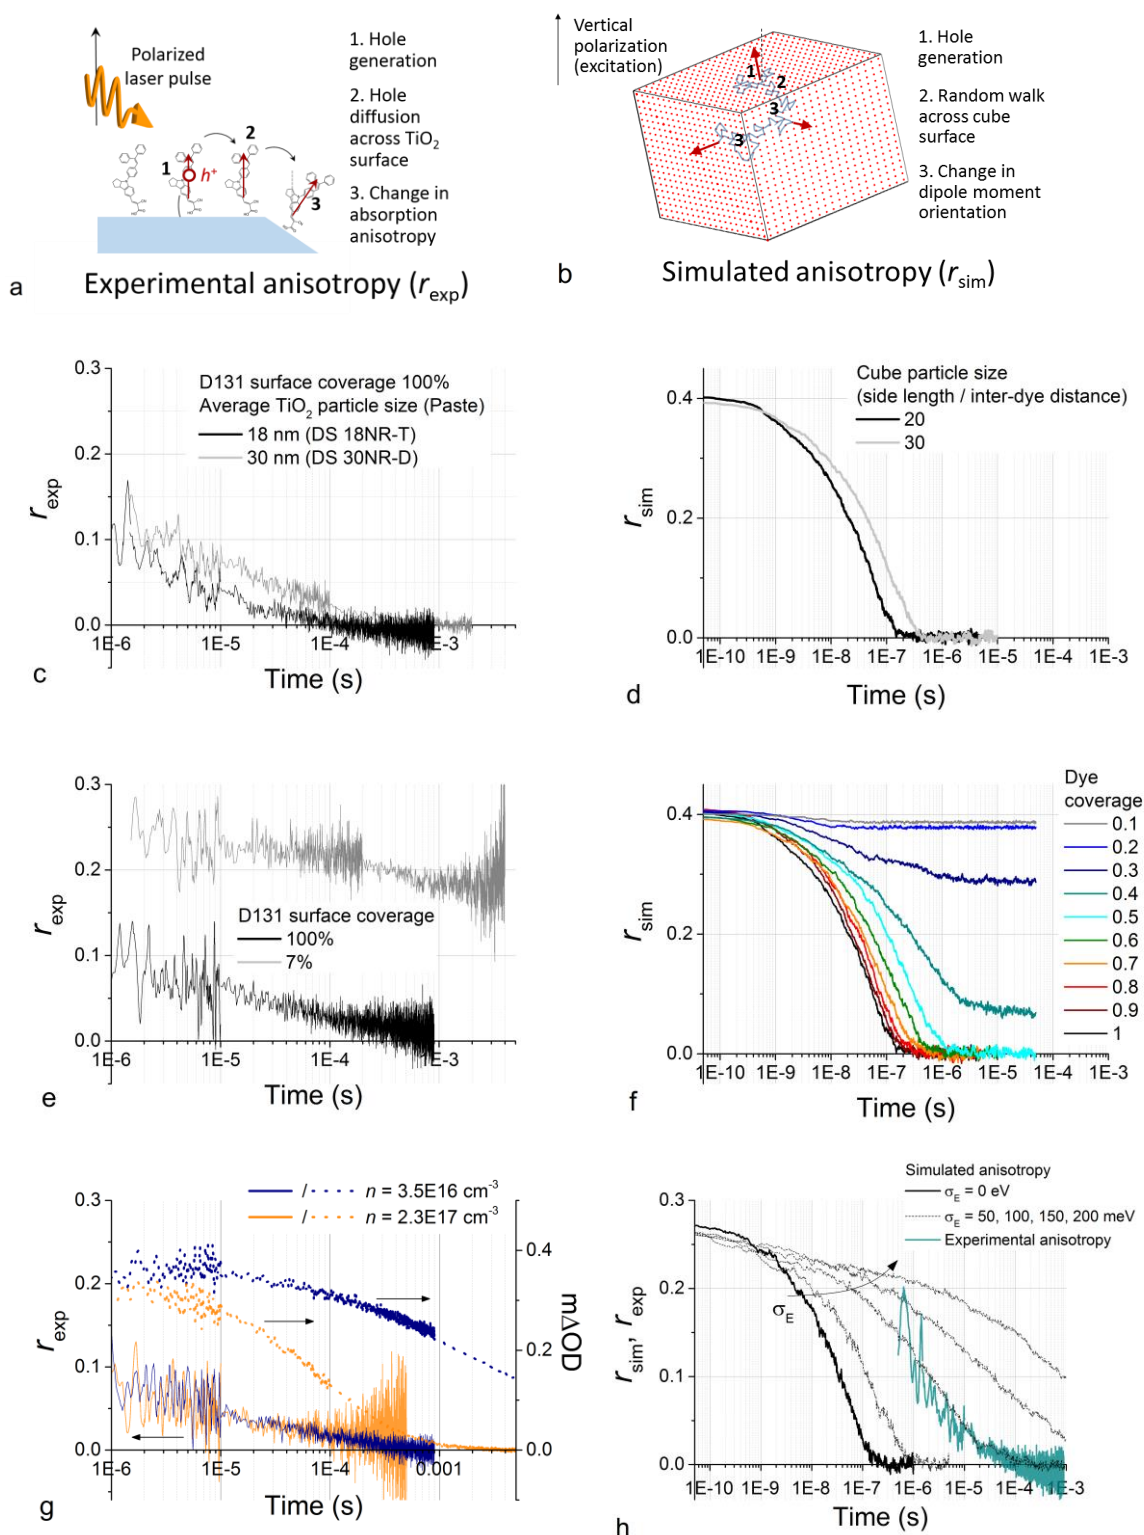 Polarized
laser pulse
1. Hole
generation
2. Hole
diffusion
across TiO2
surface
3. Change in
absorption
anisotropy
1
2
3
h+
a
Experimental anisotropy (rexp)
Vertical
polarization
(excitation)
1
2
3
3
1. Hole
generation
2. Random walk
across cube
surface
3. Change in
dipole moment
orientation
b
Simulated anisotropy (rsim)
0.3
0.2
0.1
0.0
rexp
D131 surface coverage 100%
Average TiO2 particle size (Paste)
18 nm (DS 18NR-T)
30 nm (DS 30NR-D)
1E-6
1E-5
1E-4
1E-3
Time (s)
c
0.4
0.2
0.0
rsim
Cube particle size
(side length / inter-dye distance)
20
30
1E-10 1E-9 1E-8 1E-7 1E-6 1E-5 1E-4 1E-3
Time (s)
d
0.3
0.2
0.1
0.0
rexp
D131 surface coverage
100%
7%
1E-6
1E-5
1E-4
1E-3
Time (s)
e
0.4
0.2
0.0
rsim
Dye
coverage
0.1
0.2
0.3
0.4
0.5
0.6
0.7
0.8
0.9
1
1E-10 1E-9 1E-8 1E-7 1E-6 1E-5 1E-4 1E-3
Time (s)
f
/ n = 3.5E16 cm-3
/ n = 2.3E17 cm-3
0.3
0.2
0.1
0.0
rexp
0.4
0.2
0.0
mΔOD
1E-6
1E-5
1E-4
0.001
Time (s)
g
Simulated anisotropy
σE = 0 eV
σE = 50, 100, 150, 200 meV
Experimental anisotropy
0.3
0.2
0.1
0.0
rsim, rexp
σE
1E-10 1E-9 1E-8 1E-7 1E-6 1E-5 1E-4 1E-3
Time (s)
h